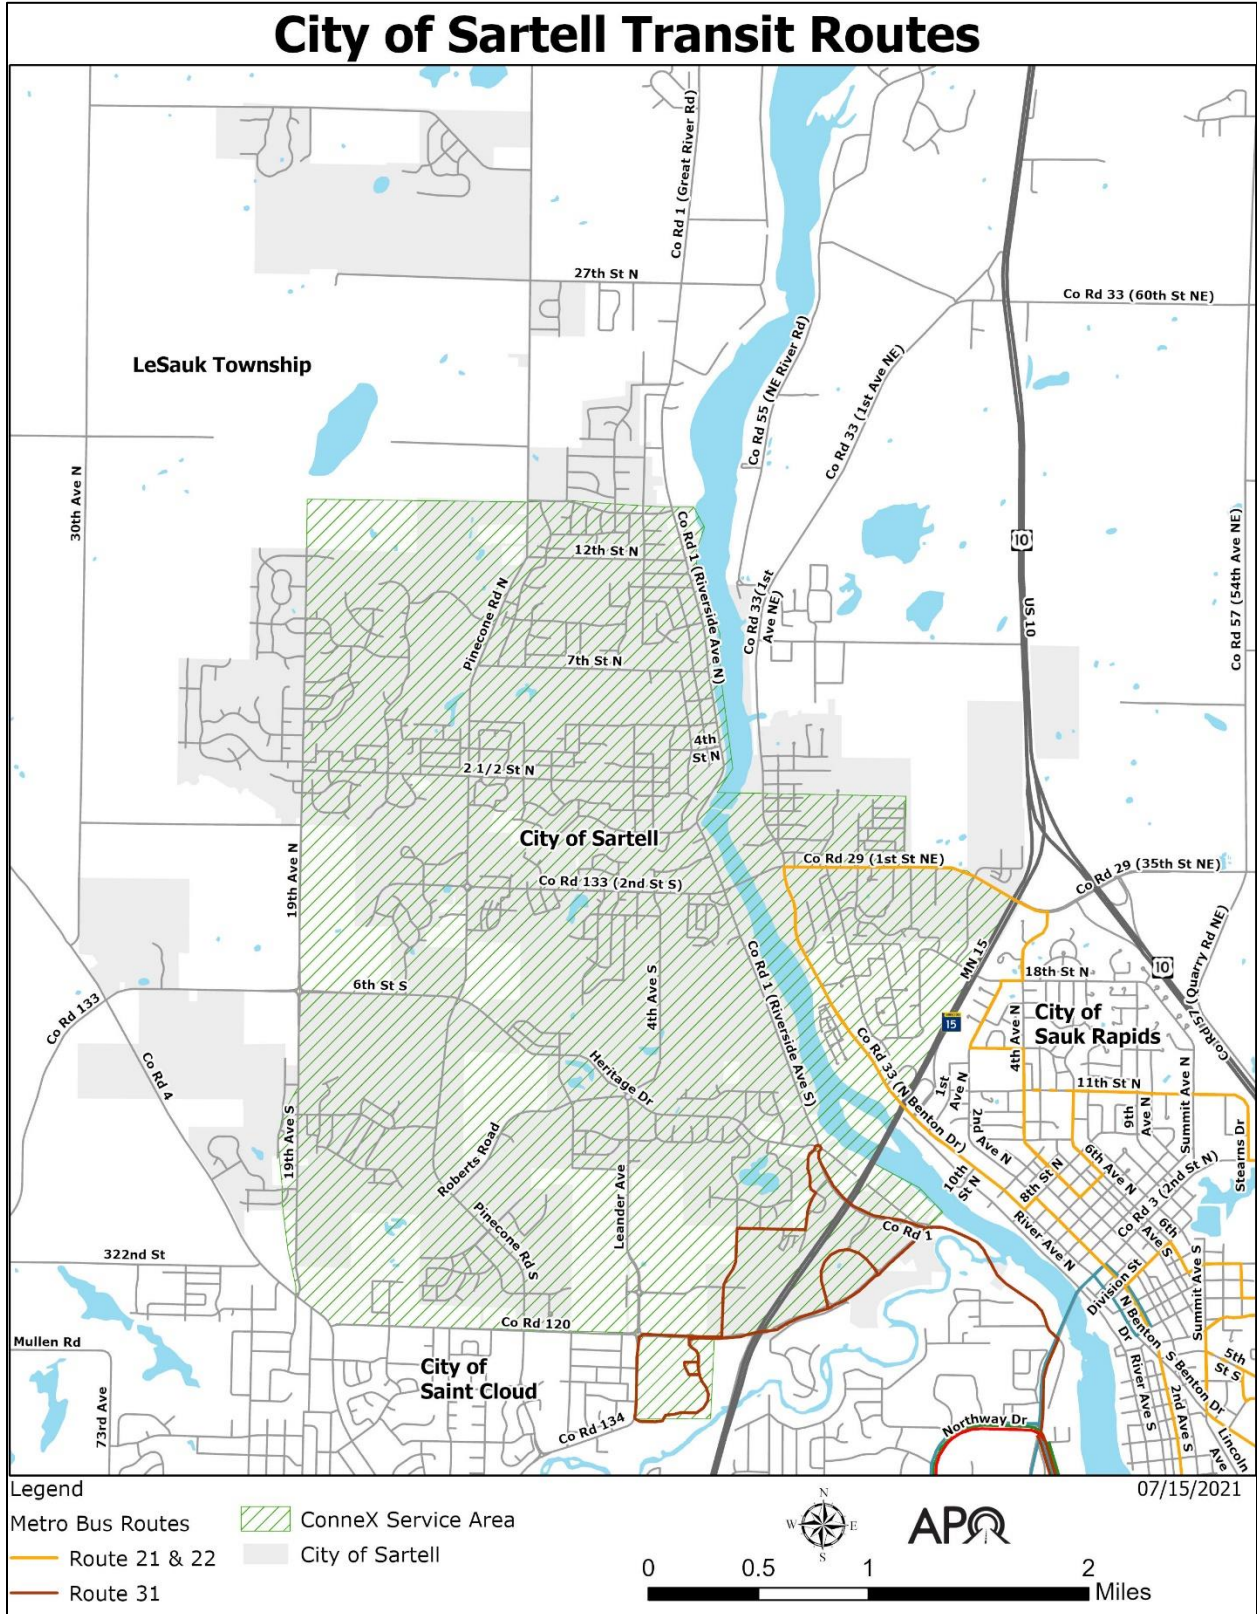 City of Sartell Transit Routes
Co Rd 1 (Great River Rd)
27th St N
Co Rd 33 (60th St NE)
LeSauk Township
Co Rd 55 (NE River Rd)
Co Rd 33 (1st Ave NE)
30th Ave N
10
12th St N
Co Rd 1 (Riverside Ave N)
Co Rd 33(1st
Ave NE)
US 10
Co Rd 57 (54th Ave NE)
Pinecone Rd N
7th St N
4th
St N
2 1/2 St N
City of Sartell
Co Rd 29 (1st St NE)
Co Rd 29 (35th St NE)
19th Ave N
Co Rd 133 (2nd St S)
Co Rd 1 (Riverside Ave S)
MN 15
10
Co Rd 57 (Quarry Rd NE)
18th St N
6th St S
4th Ave S
15
4th Ave N
City of
Sauk Rapids
Co Rd 133
Co Rd 4
Heritage Dr
Co Rd 33 (N Benton Dr)
1st
Ave N
2nd
Ave N
11th St N
9th
Ave N
Summit Ave N
Stearns Dr
19th Ave S
Roberts Road
Leander Ave
10th
St N
8th St N
6th Ave N
Co Rd 3 (2nd St N)
Pinecone Rd S
Co Rd 1
River Ave N
6th
Ave S
322nd St
Division St
Summit Ave S
Co Rd 120
N Benton
Dr
Mullen Rd
City of
Saint Cloud
73rd Ave
Co Rd 134
Northway Dr
River Ave S
S Benton Dr
5th
St S
2nd Ave S
Lincoln
Ave
07/15/2021
Legend
Metro Bus Routes
Route 21 & 22
Route 31
ConneX Service Area
City of Sartell
N
W E
S
APO
0 0.5 1 2
Miles